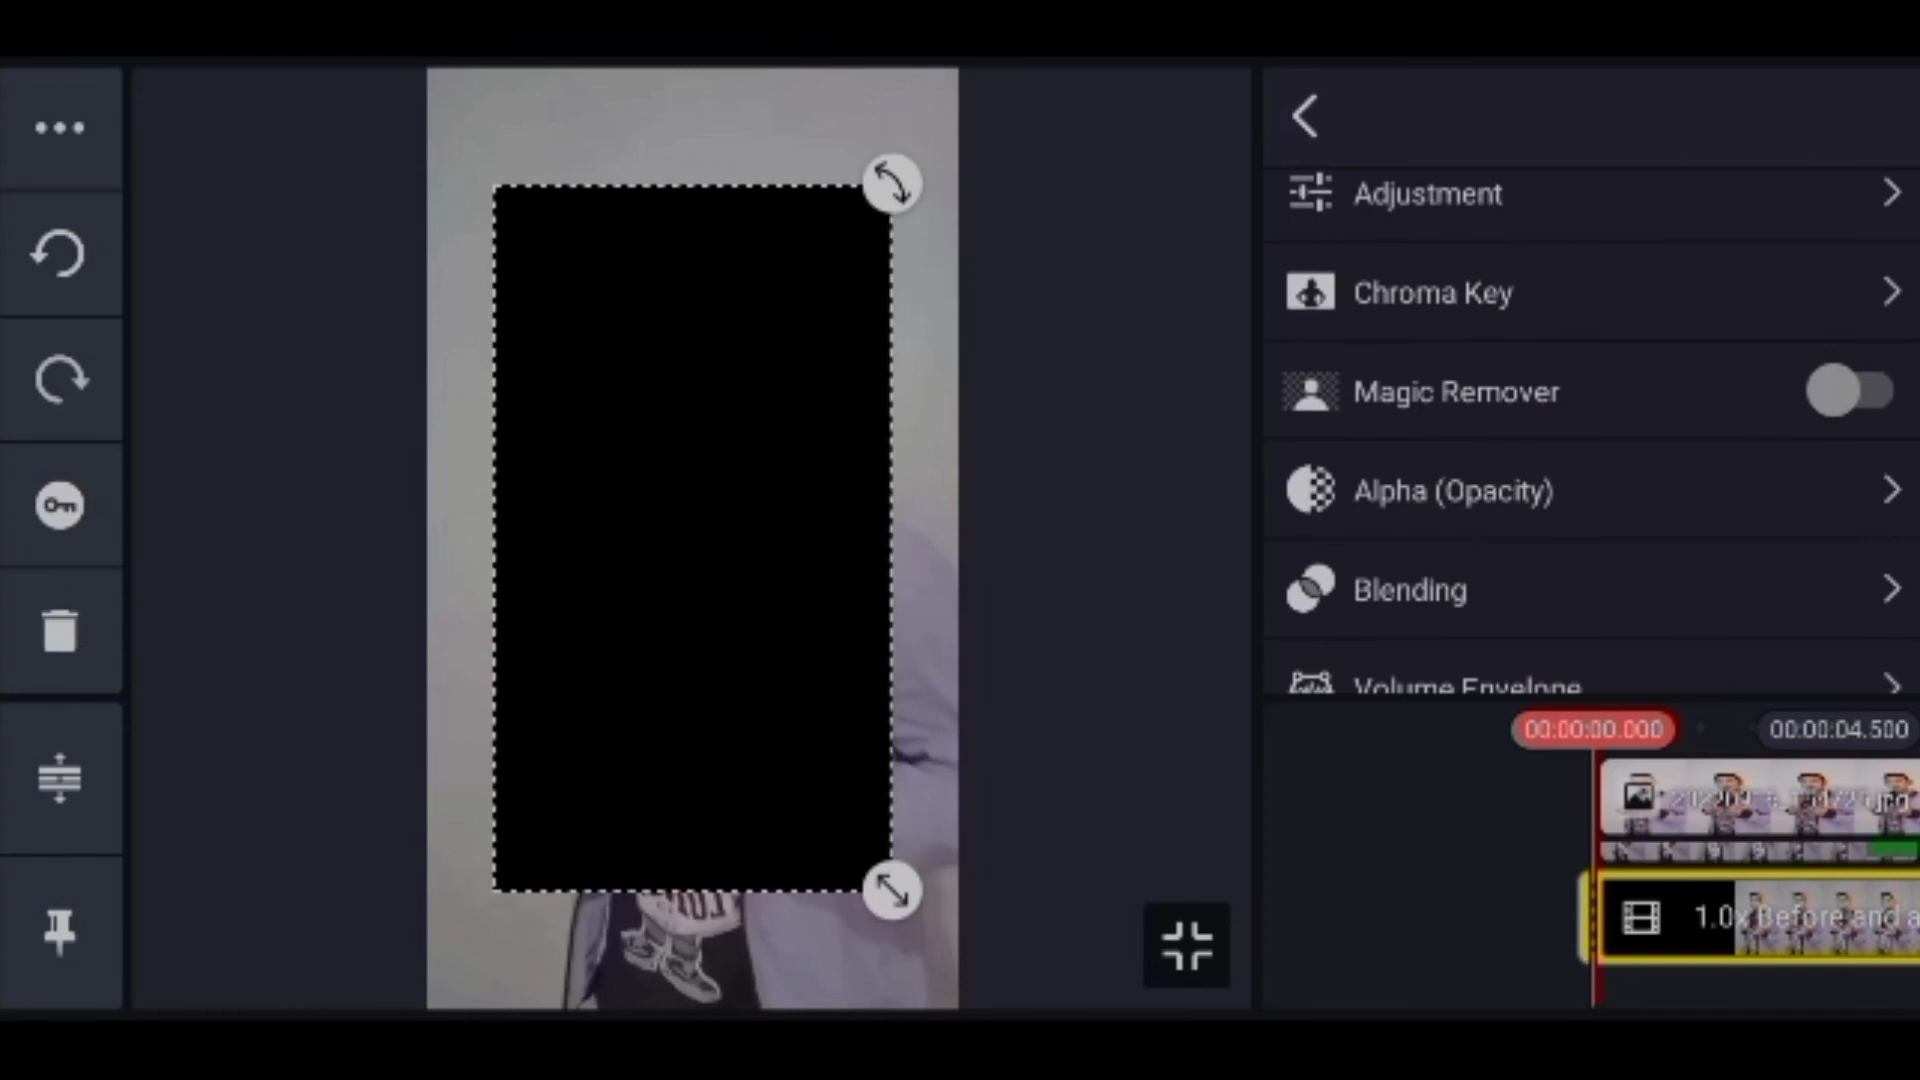 Adjustment
Chroma Key
Magic Remover
Alpha (Opacity)
Blending
Volume Envelope
00:00:00.000
00:00:04.500
.jpg
1.0x Before and a